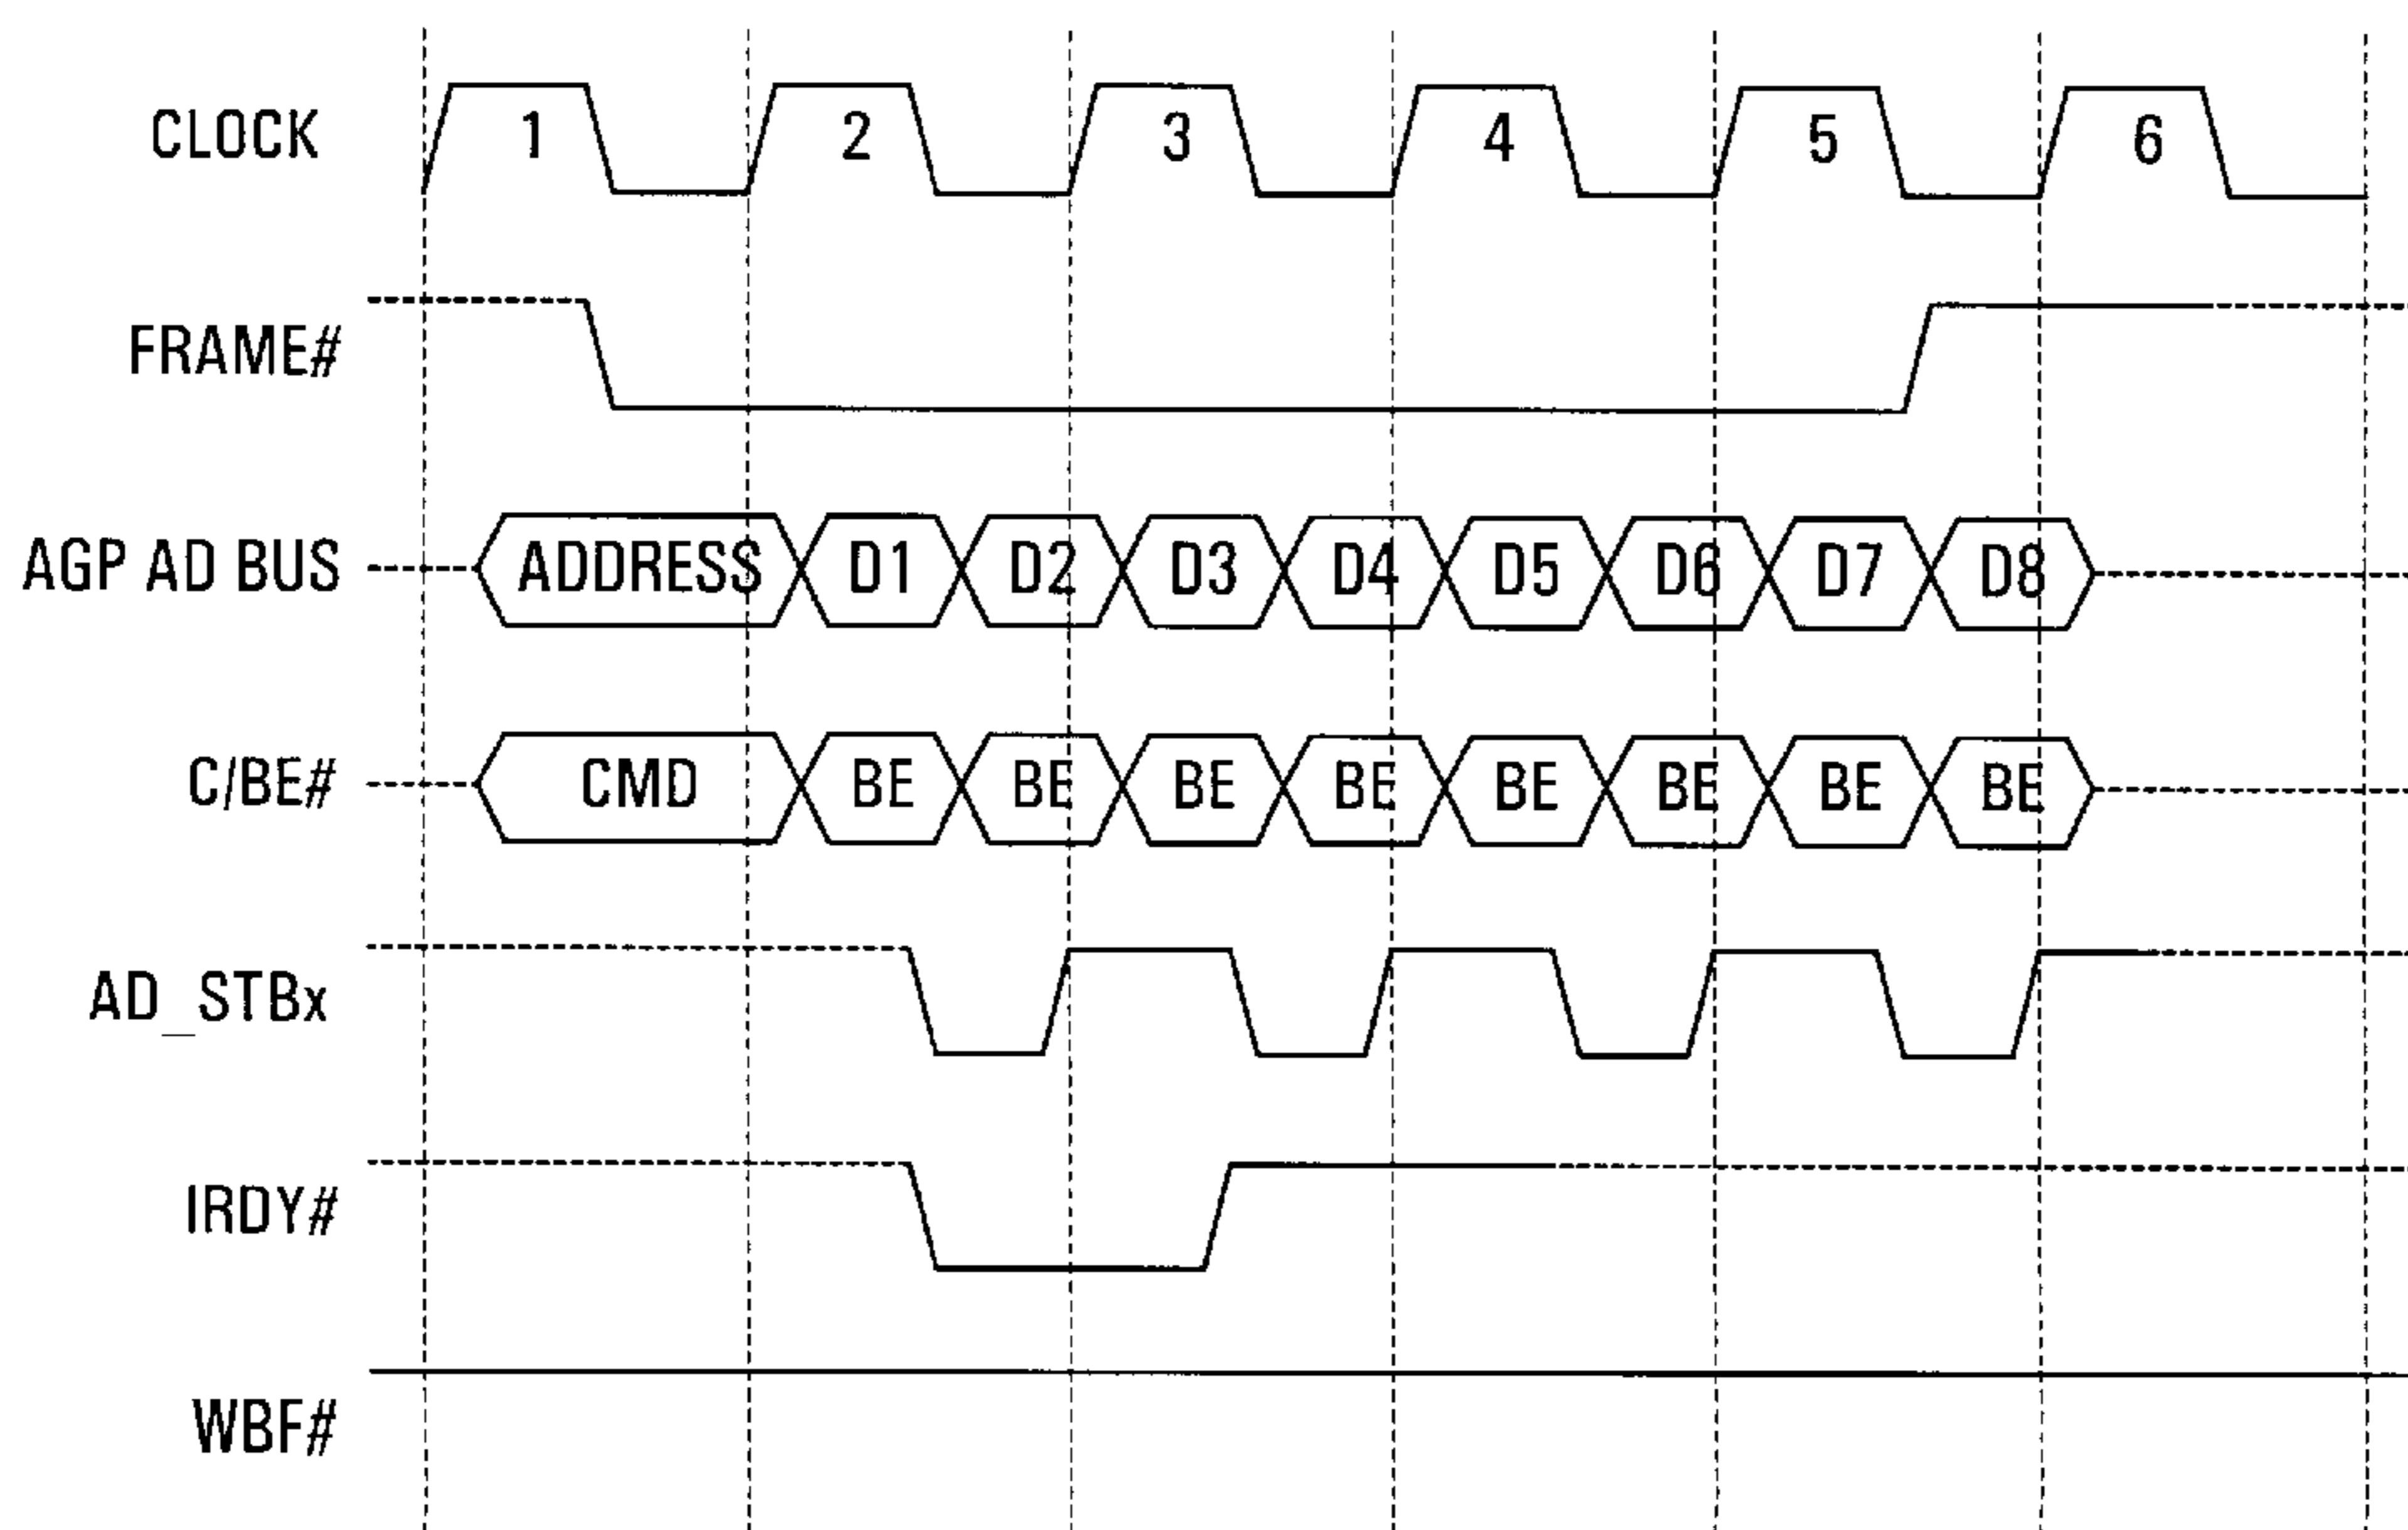 CLOCK 1 2 3 4 5 6
FRAME#
AGP AD BUS ADDRESS D1 D2 D3 D4 D5 D6 D7 D8
C/BE# CMD BE BE BE BE BE BE BE BE
AD_STBx
IRDY#
WBF#